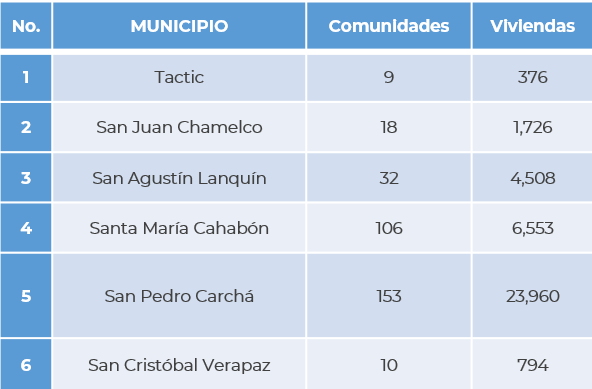 No. MUNICIPIO Comunidades Viviendas
1 Tactic 9 376
2 San Juan Chamelco 18 1,726
3 San Agustín Lanquín 32 4,508
4 Santa María Cahabón 106 6,553
5 San Pedro Carchá 153 23,960
6 San Cristóbal Verapaz 10 794